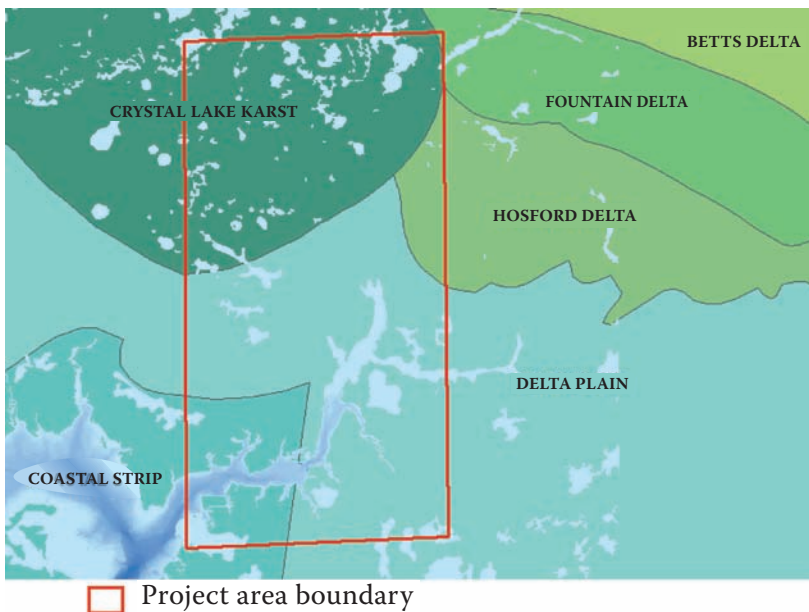 BETTS DELTA
FOUNTAIN DELTA
CRYSTAL LAKE KARST
HOSFORD DELTA
DELTA PLAIN
COASTAL STRIP
Project area boundary